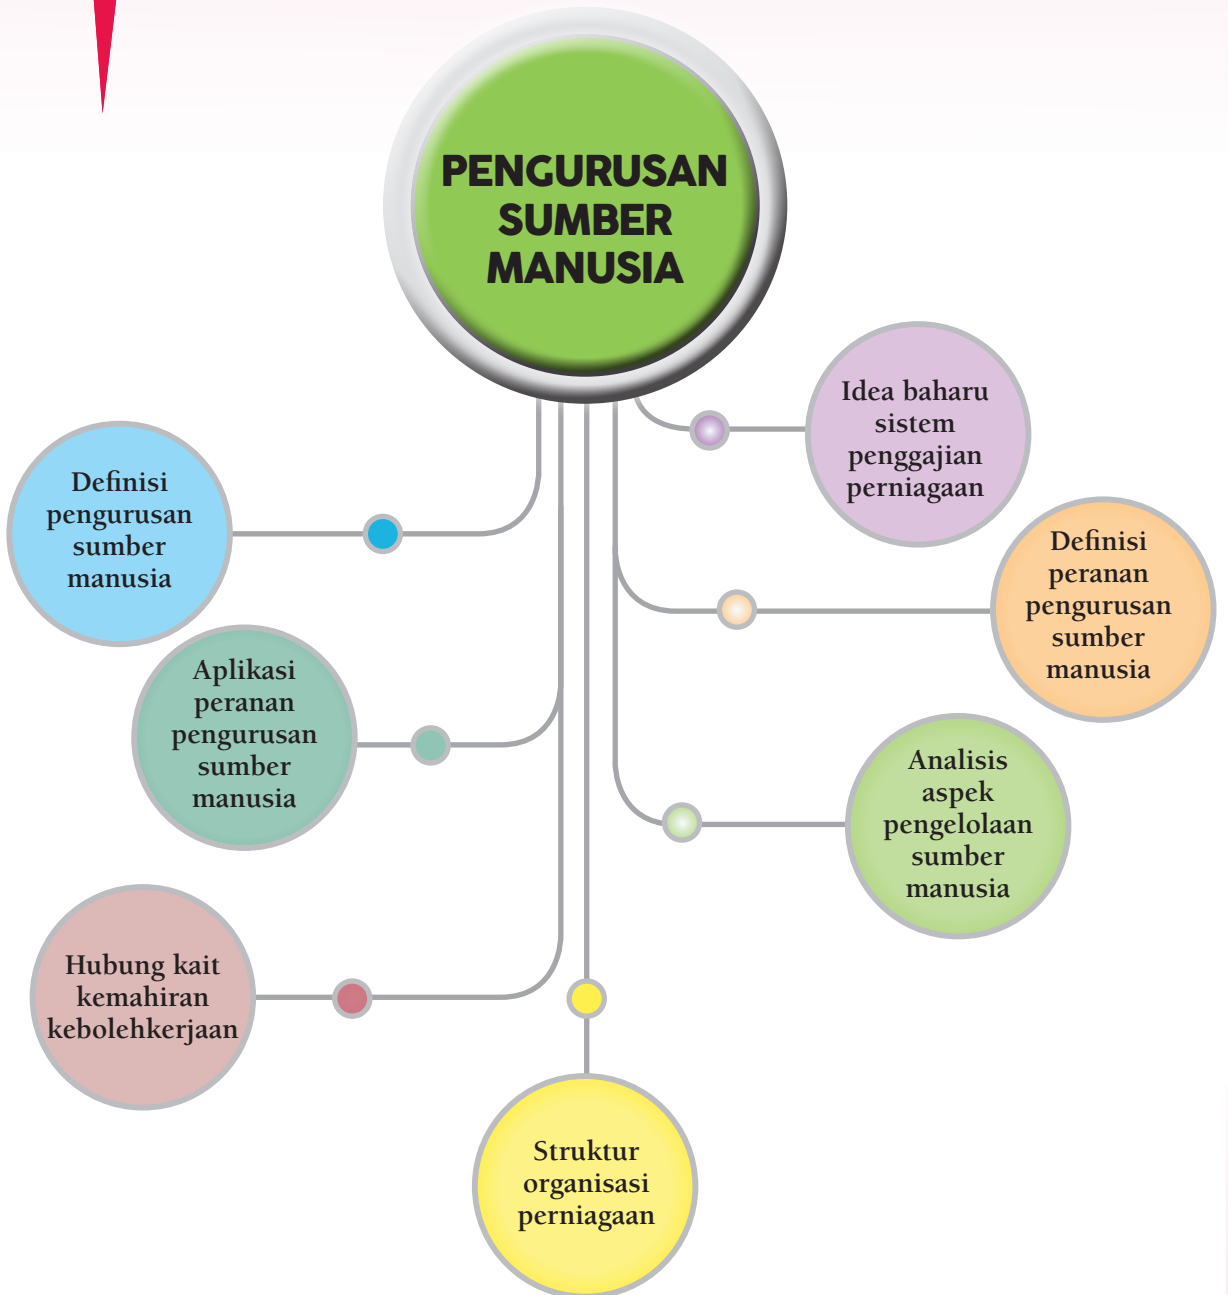 PENGURUSAN
SUMBER
MANUSIA
Idea baharu
sistem
penggajian
perniagaan
Definisi
pengurusan
sumber
manusia
Definisi
peranan
pengurusan
sumber
manusia
Aplikasi
peranan
pengurusan
sumber
manusia
Analisis
aspek
pengelolaan
sumber
manusia
Hubung kait
kemahiran
kebolehkerjaan
Struktur
organisasi
perniagaan